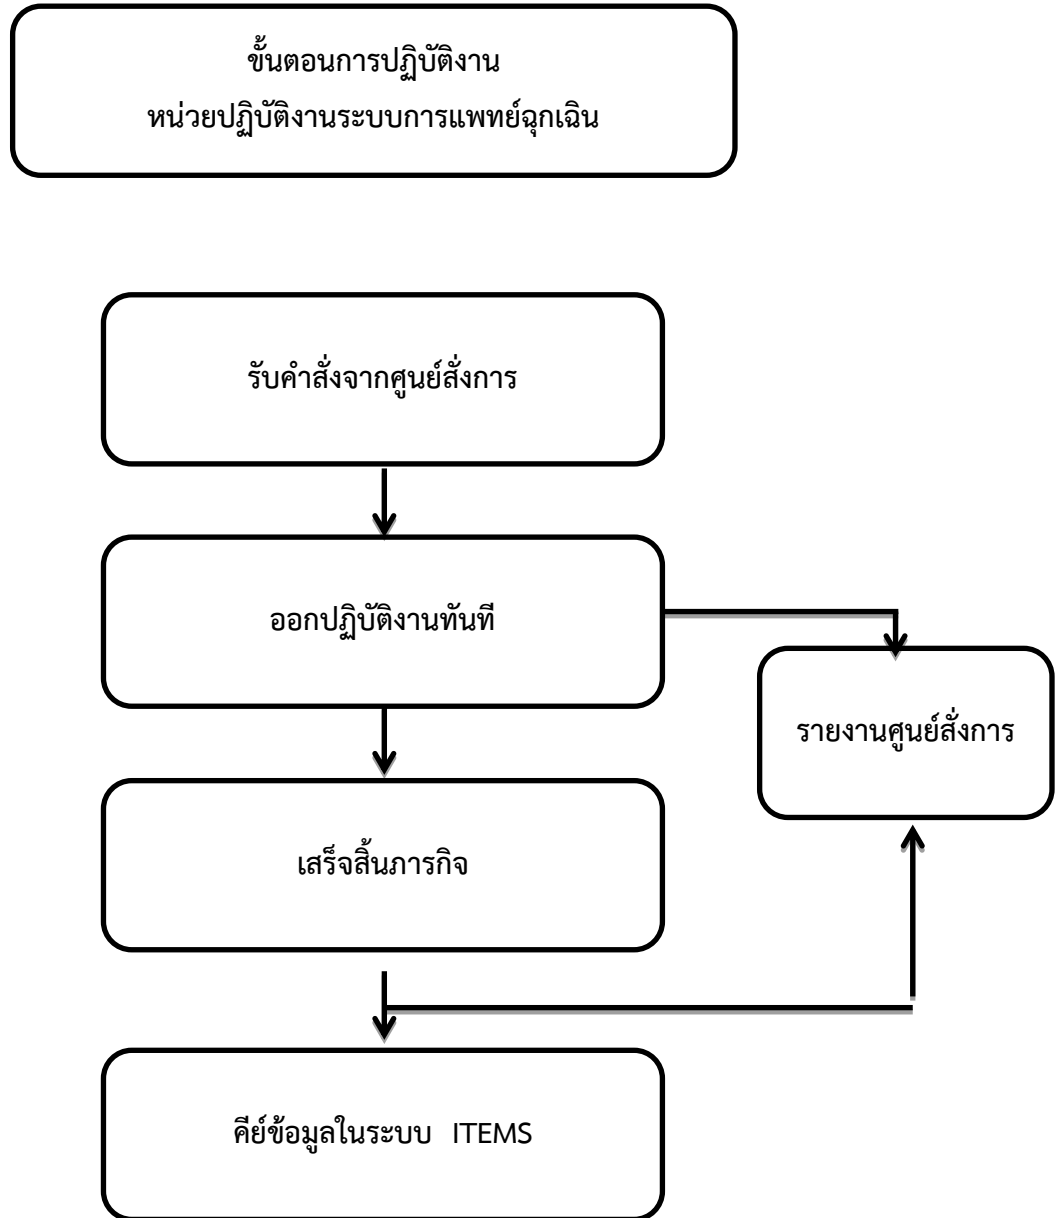 ขั้นตอนการปฏิบัติงาน
หน่วยปฏิบัติงานระบบการแพทย์ฉุกเฉิน
รับคำสั่งจากศูนย์สั่งการ
ออกปฏิบัติงานทันที
รายงานศูนย์สั่งการ
เสร็จสิ้นภารกิจ
คีย์ข้อมูลในระบบ ITEMS